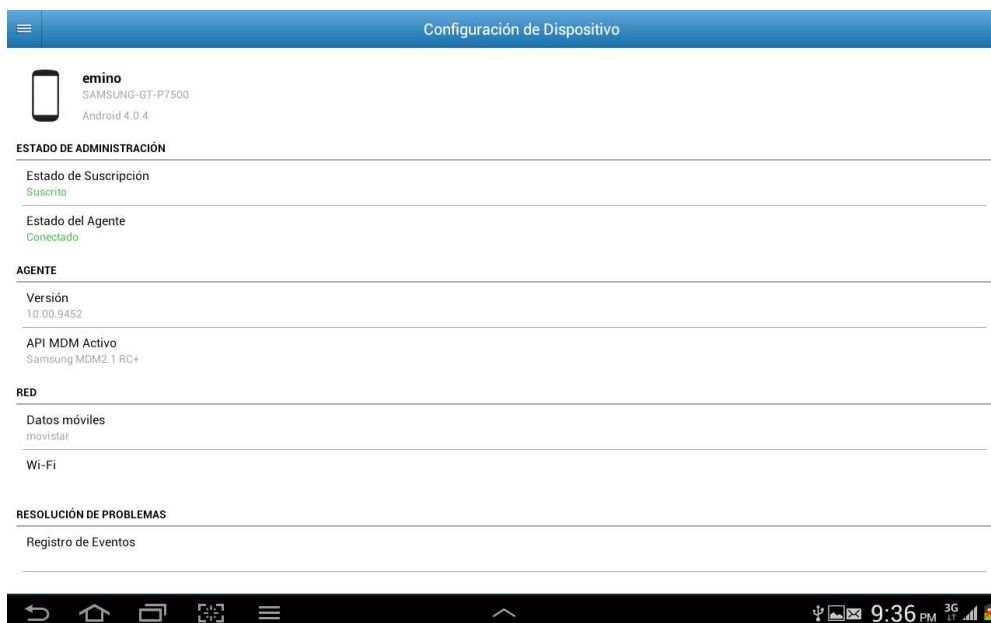 Configuración de Dispositivo
emino
SAMSUNG-GT-P7500
Android 4.0.4
ESTADO DE ADMINISTRACIÓN
Estado de Suscripción
Suscrito
Estado del Agente
Conectado
AGENTE
Versión
10.00.9452
API MDM Activo
Samsung MDM2.1 RC+
RED
Datos móviles
movistar
Wi-Fi
RESOLUCIÓN DE PROBLEMAS
Registro de Eventos
9:36 PM 3G